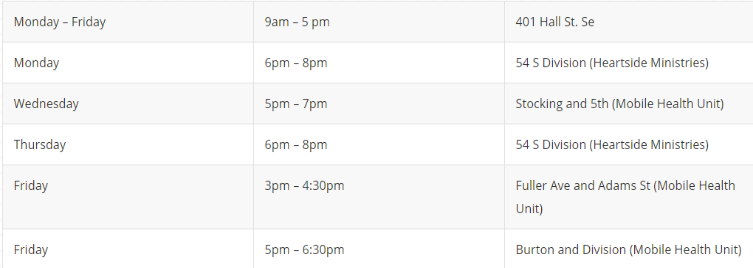 Monday – Friday 9am – 5 pm 401 Hall St. Se
Monday 6pm – 8pm 54 S Division (Heartside Ministries)
Wednesday 5pm – 7pm Stocking and 5th (Mobile Health Unit)
Thursday 6pm – 8pm 54 S Division (Heartside Ministries)
Friday 3pm – 4:30pm Fuller Ave and Adams St (Mobile Health
Unit)
Friday 5pm – 6:30pm Burton and Division (Mobile Health Unit)